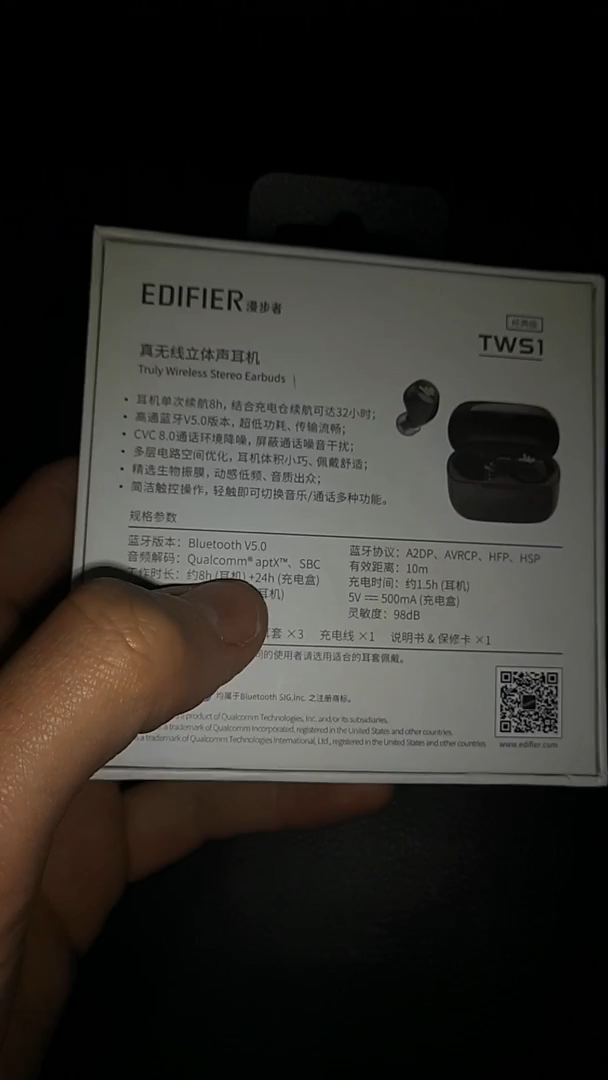 EDIFIER漫步者
经典版
TWS1
真无线立体声耳机
Truly Wireless Stereo Earbuds
• 耳机单次续航8h，结合充电仓续航可达32小时；
• 高通蓝牙V5.0版本，超低功耗、传输流畅；
• CVC 8.0通话环境降噪，屏蔽通话噪音干扰；
• 多层电路空间优化，耳机体积小巧、佩戴舒适；
• 精选生物振膜，动感低频、音质出众；
• 简洁触控操作，轻触即可切换音乐/通话多种功能。
规格参数
蓝牙版本：Bluetooth V5.0
音频解码：Qualcomm® aptX™、SBC
工作时长：约8h (耳机) +24h (充电盒)
耳机)
蓝牙协议：A2DP、AVRCP、HFP、HSP
有效距离：10m
充电时间：约1.5h (耳机)
5V ⎓ 500mA (充电盒)
灵敏度：98dB
耳套 ×3 充电线 ×1 说明书 & 保修卡 ×1
的使用者请选用适合的耳套佩戴。
均属于Bluetooth SIG,Inc. 之注册商标。
a product of Qualcomm Technologies, Inc. and/or its subsidiaries.
a trademark of Qualcomm Incorporated, registered in the United States and other countries.
a trademark of Qualcomm Technologies International, Ltd., registered in the United States and other countries
www.edifier.com